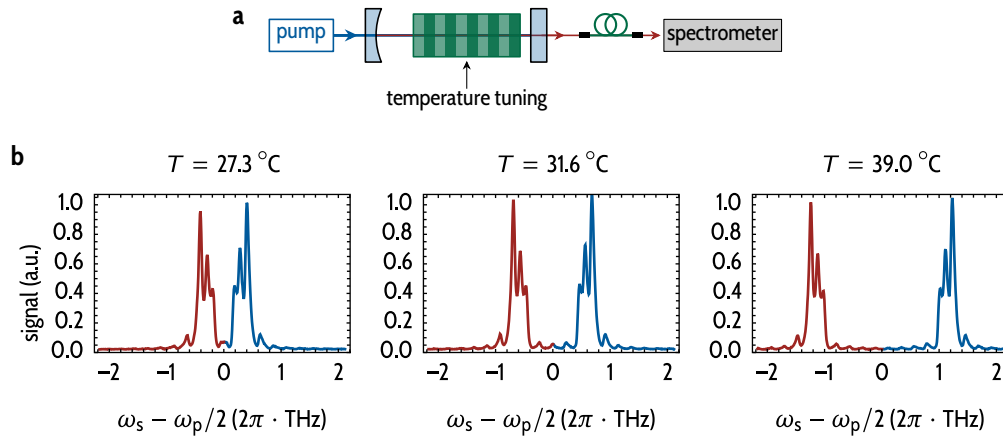 a
pump
spectrometer
temperature tuning
b
T = 27.3 °C
T = 31.6 °C
T = 39.0 °C
signal (a.u.)
1.0
0.8
0.6
0.4
0.2
0.0
−2 −1 0 1 2
ωs − ωp/2 (2π · THz)
1.0
0.8
0.6
0.4
0.2
0.0
−2 −1 0 1 2
ωs − ωp/2 (2π · THz)
1.0
0.8
0.6
0.4
0.2
0.0
−2 −1 0 1 2
ωs − ωp/2 (2π · THz)